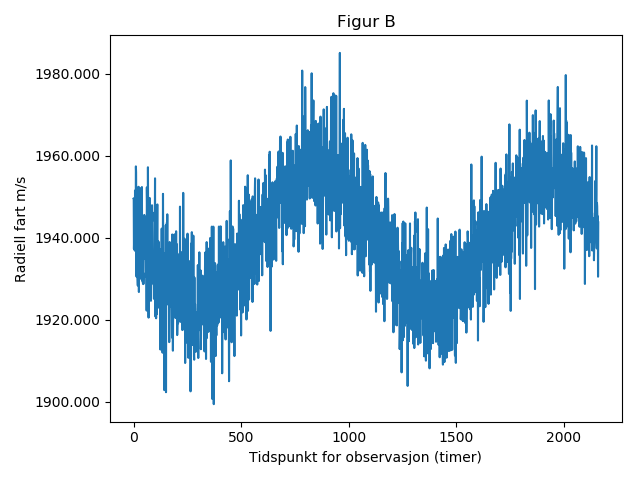 Figur B
Radiell fart m/s
1980.000
1960.000
1940.000
1920.000
1900.000
0 500 1000 1500 2000
Tidspunkt for observasjon (timer)